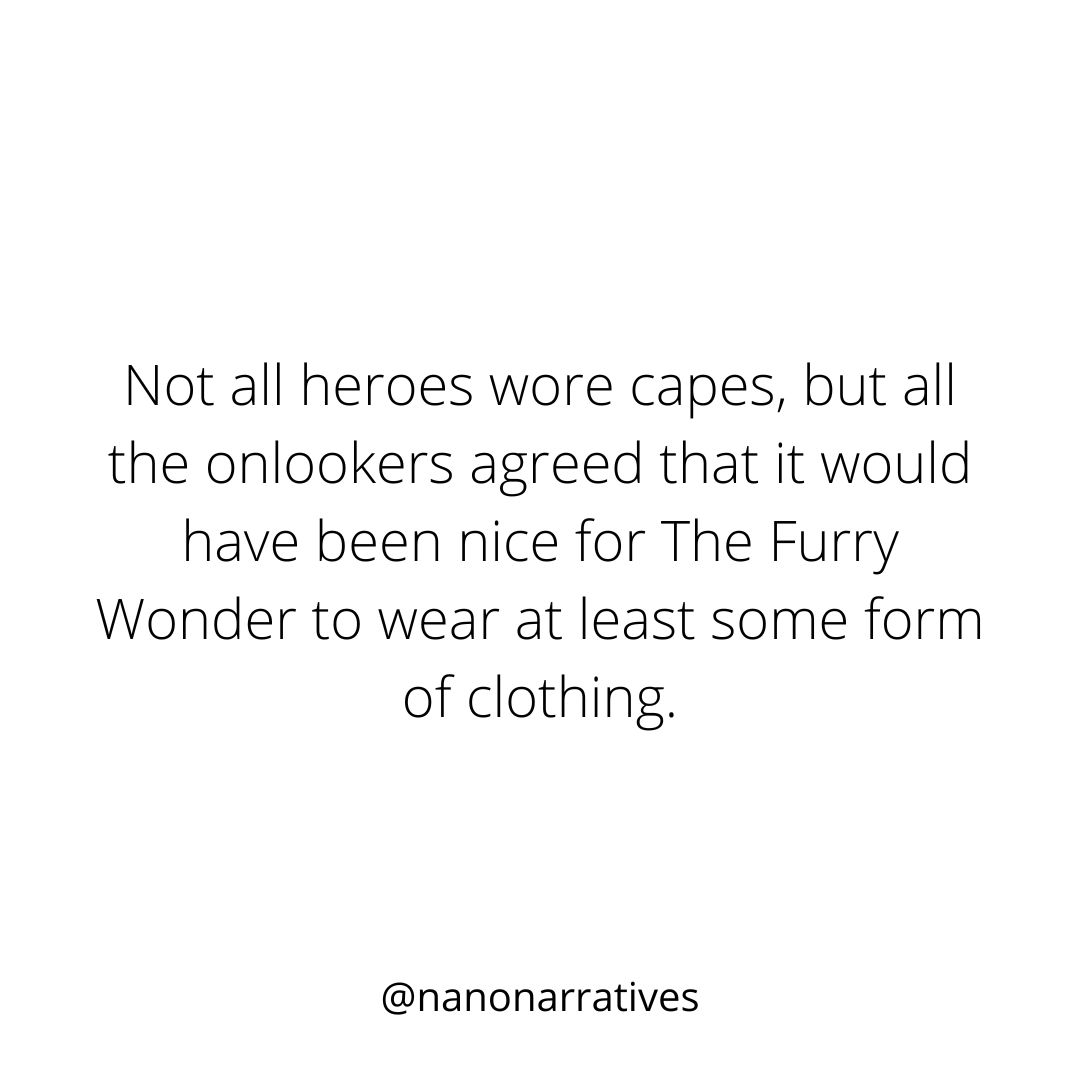 Not all heroes wore capes, but all
the onlookers agreed that it would
have been nice for The Furry
Wonder to wear at least some form
of clothing.
@nanonarratives